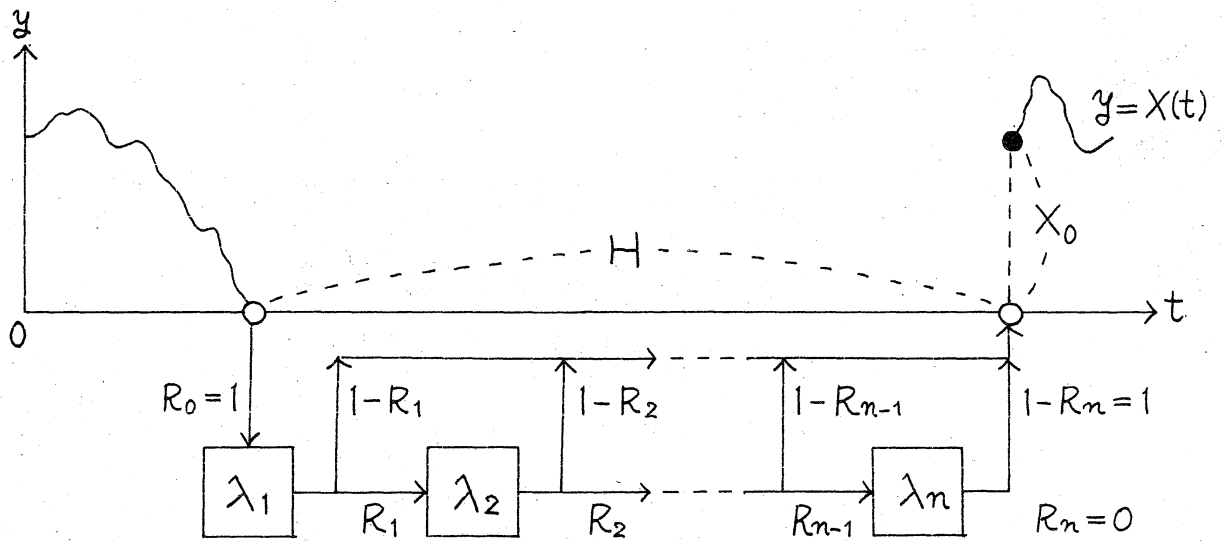 y
y = X(t)
X₀
H
0
t
R₀ = 1
1 − R₁
1 − R₂
1 − Rₙ₋₁
1 − Rₙ = 1
λ₁
λ₂
λₙ
R₁
R₂
Rₙ₋₁
Rₙ = 0